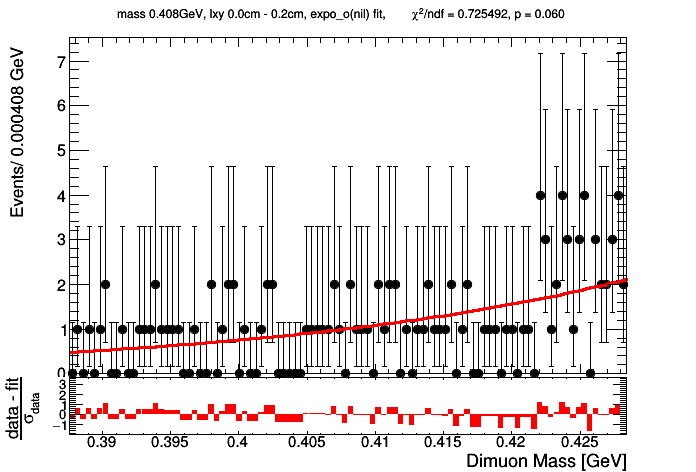 mass 0.408GeV, lxy 0.0cm - 0.2cm, expo_o(nil) fit, χ²/ndf = 0.725492, p = 0.060
Events/ 0.000408 GeV
7
6
5
4
3
2
1
0
data - fit
σdata
3
2
1
0
−1
0.39 0.395 0.4 0.405 0.41 0.415 0.42 0.425
Dimuon Mass [GeV]